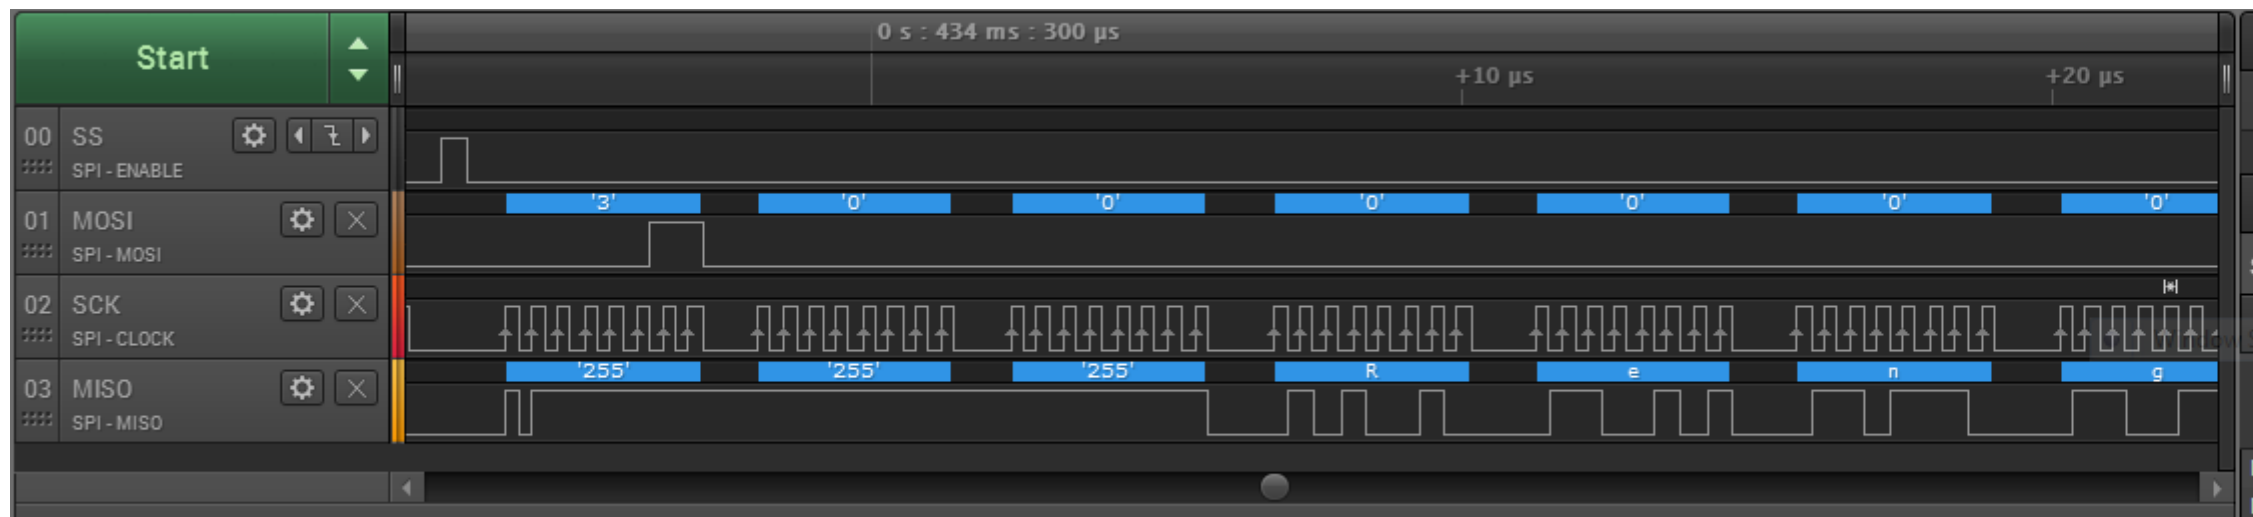 Start
0 s : 434 ms : 300 µs
+10 µs
+20 µs
00 SS
SPI - ENABLE
'3' '0' '0' '0' '0' '0' '0'
01 MOSI
SPI - MOSI
02 SCK
SPI - CLOCK
'255' '255' '255' R e n g
03 MISO
SPI - MISO